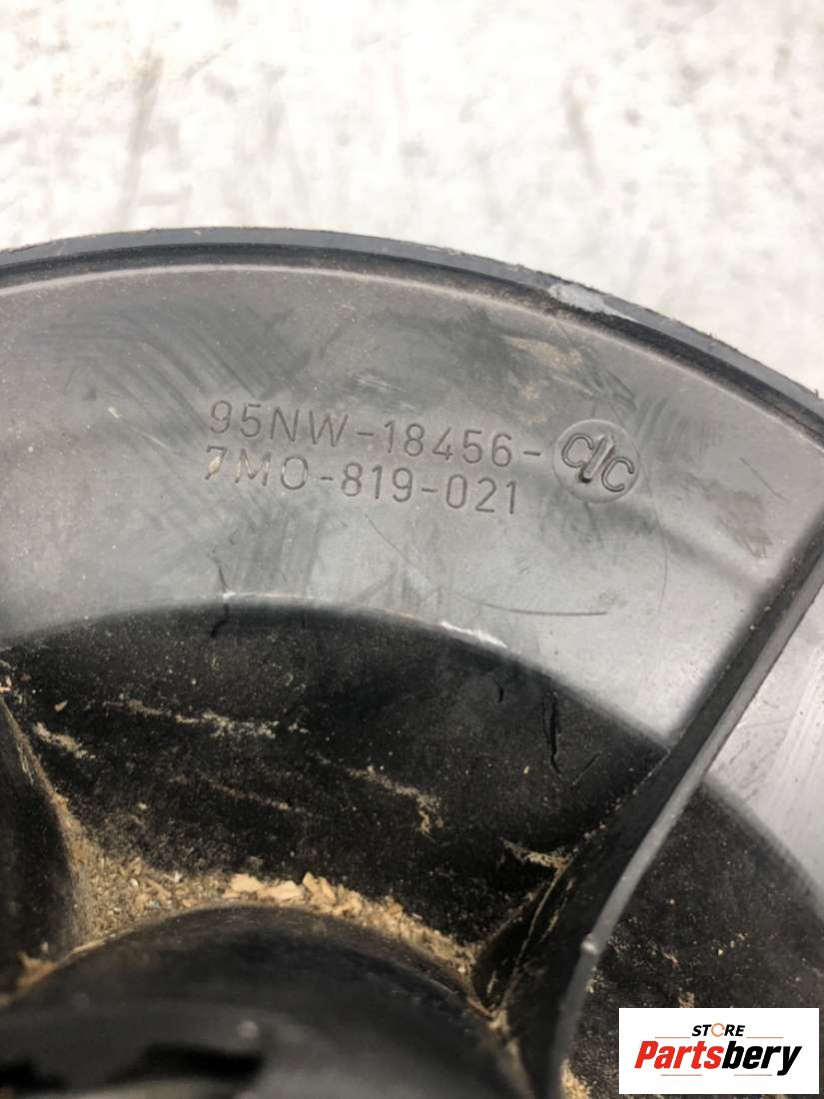 95NW-18456-C/C
7M0-819-021
STORE
Partsbery